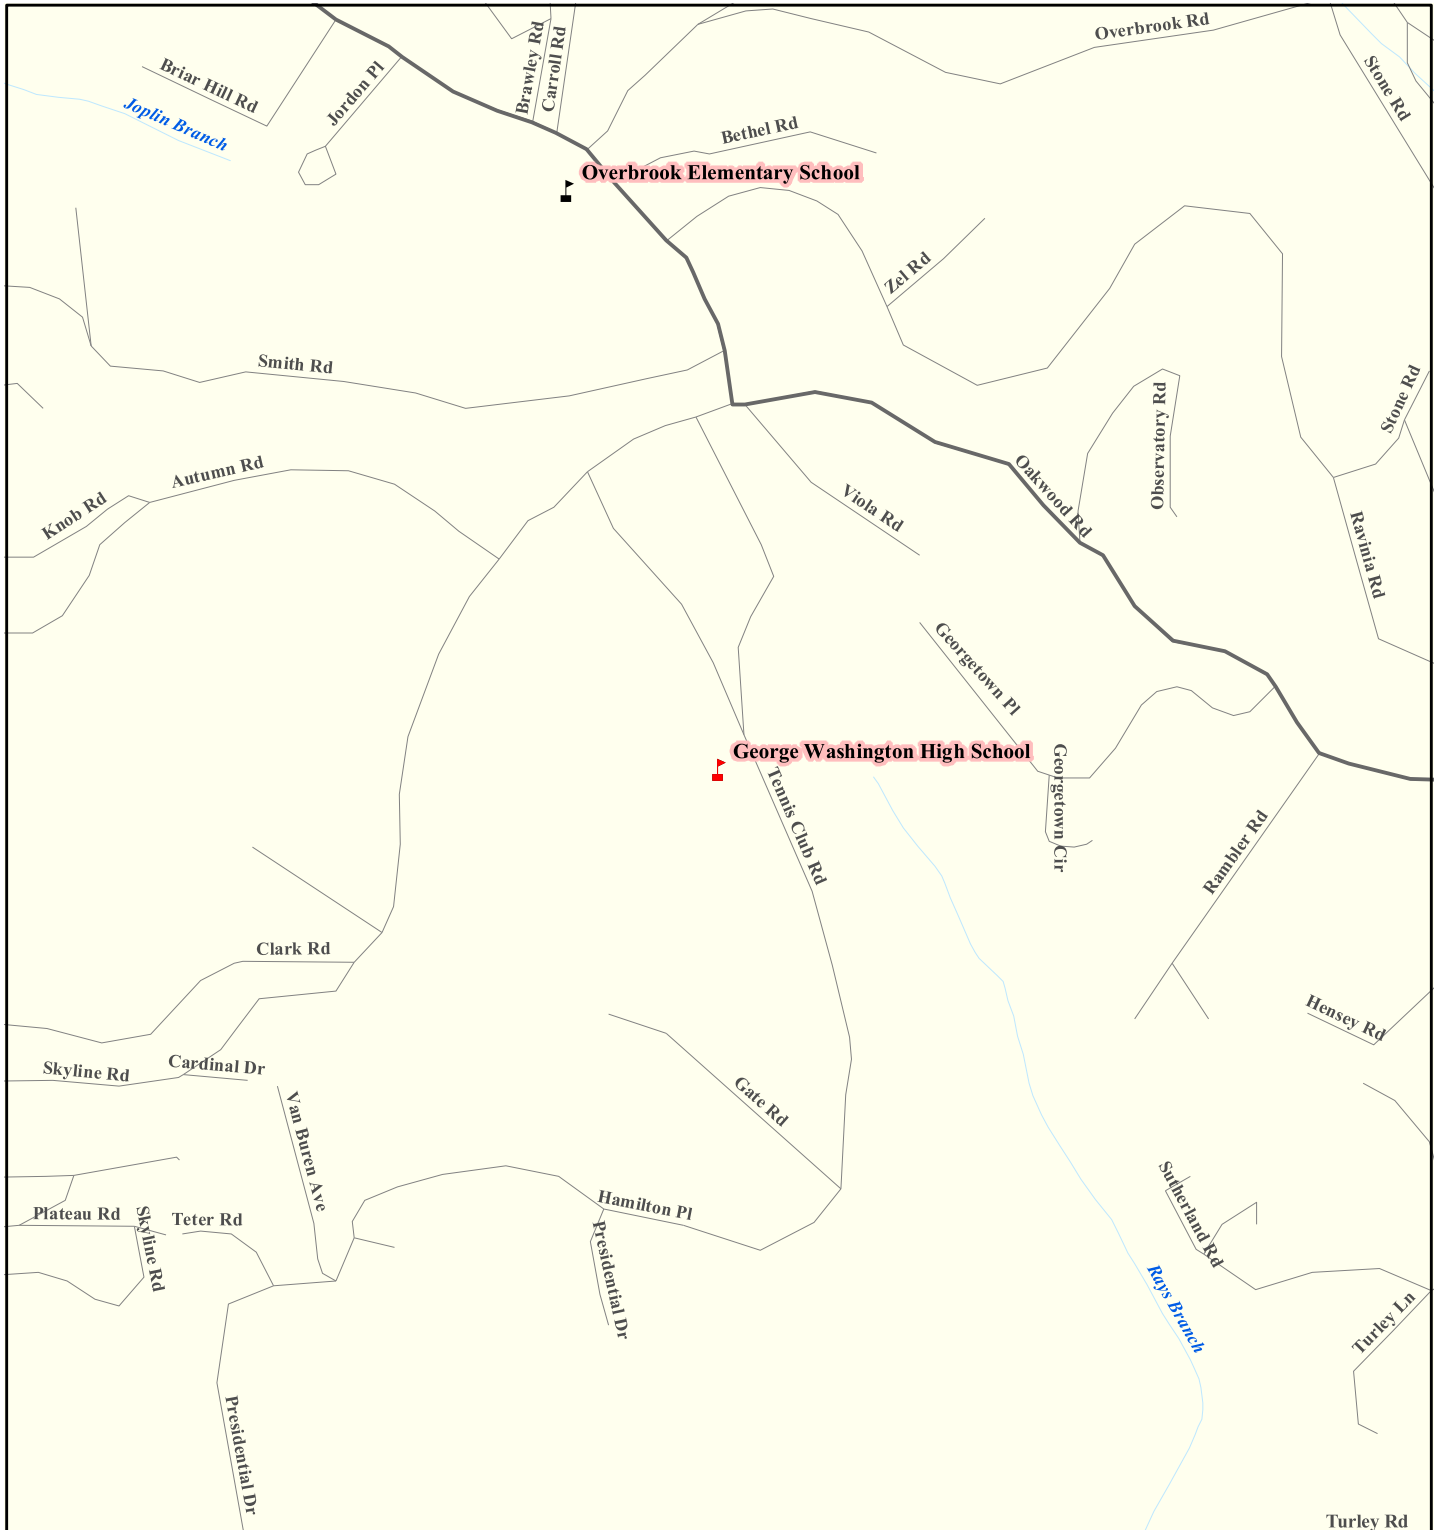 Overbrook Rd
Brawley Rd
Carroll Rd
Stone Rd
Briar Hill Rd
Jordon Pl
Joplin Branch
Bethel Rd
Overbrook Elementary School
Zel Rd
Smith Rd
Stone Rd
Observatory Rd
Autumn Rd
Knob Rd
Viola Rd
Oakwood Rd
Ravinia Rd
Georgetown Pl
George Washington High School
Georgetown Cir
Tennis Club Rd
Rambler Rd
Clark Rd
Hensey Rd
Skyline Rd
Cardinal Dr
Van Buren Ave
Gate Rd
Plateau Rd
Skyline Rd
Teter Rd
Hamilton Pl
Presidential Dr
Sutherland Rd
Rays Branch
Turley Ln
Presidential Dr
Turley Rd